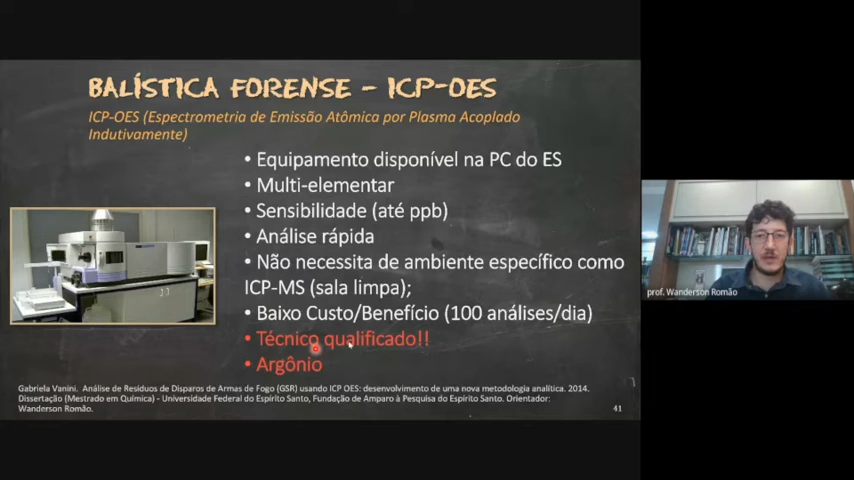 BALÍSTICA FORENSE - ICP-OES
ICP-OES (Espectrometria de Emissão Atômica por Plasma Acoplado
Indutivamente)
• Equipamento disponível na PC do ES
• Multi-elementar
• Sensibilidade (até ppb)
• Análise rápida
• Não necessita de ambiente específico como
ICP-MS (sala limpa);
• Baixo Custo/Benefício (100 análises/dia)
• Técnico qualificado!!
• Argônio
Gabriela Vanini. Análise de Resíduos de Disparos de Armas de Fogo (GSR) usando ICP OES: desenvolvimento de uma nova metodologia analítica. 2014.
Dissertação (Mestrado em Química) - Universidade Federal do Espírito Santo, Fundação de Amparo à Pesquisa do Espirito Santo. Orientador:
Wanderson Romão.
41
prof. Wanderson Romão